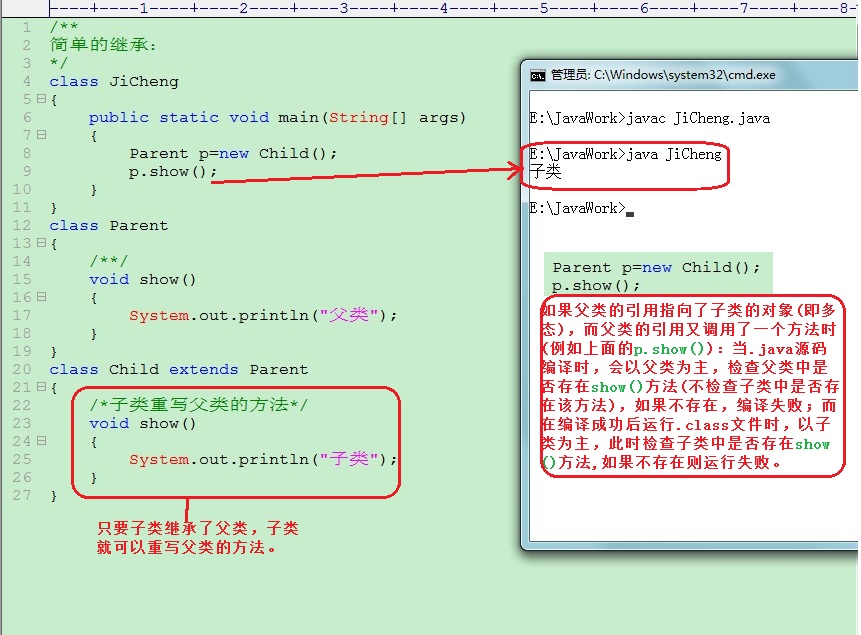 ----+----1----+----2----+----3----+----4----+----5----+----6----+----7----+----8-
1 /**
2 简单的继承:
3 */
4 class JiCheng
5 {
6 public static void main(String[] args)
7 {
8 Parent p=new Child();
9 p.show();
10 }
11 }
12 class Parent
13 {
14 /**/
15 void show()
16 {
17 System.out.println("父类");
18 }
19 }
20 class Child extends Parent
21 {
22 /*子类重写父类的方法*/
23 void show()
24 {
25 System.out.println("子类");
26 }
27 }
只要子类继承了父类，子类
就可以重写父类的方法。
管理员: C:\Windows\system32\cmd.exe
E:\JavaWork>javac JiCheng.java
E:\JavaWork>java JiCheng
子类
E:\JavaWork>
Parent p=new Child();
p.show();
如果父类的引用指向了子类的对象(即多
态)，而父类的引用又调用了一个方法时
(例如上面的p.show())：当.java源码
编译时，会以父类为主，检查父类中是
否存在show()方法(不检查子类中是否存
在该方法)，如果不存在，编译失败；而
在编译成功后运行.class文件时，以子
类为主，此时检查子类中是否存在show
()方法,如果不存在则运行失败。